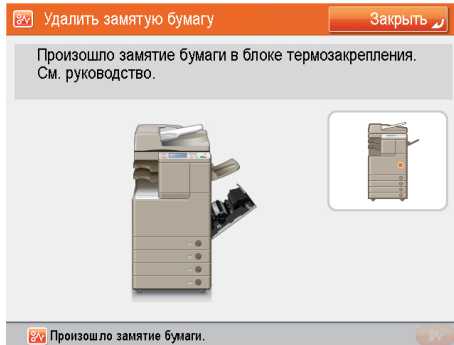 Удалить замятую бумагу
Закрыть
Произошло замятие бумаги в блоке термозакрепления.
См. руководство.
Произошло замятие бумаги.